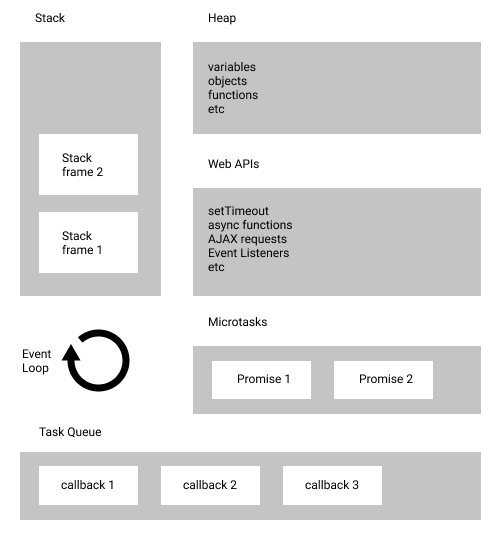 Stack
Stack
frame 2
Stack
frame 1
Heap
variables
objects
functions
etc
Web APIs
setTimeout
async functions
AJAX requests
Event Listeners
etc
Event
Loop
Microtasks
Promise 1
Promise 2
Task Queue
callback 1
callback 2
callback 3